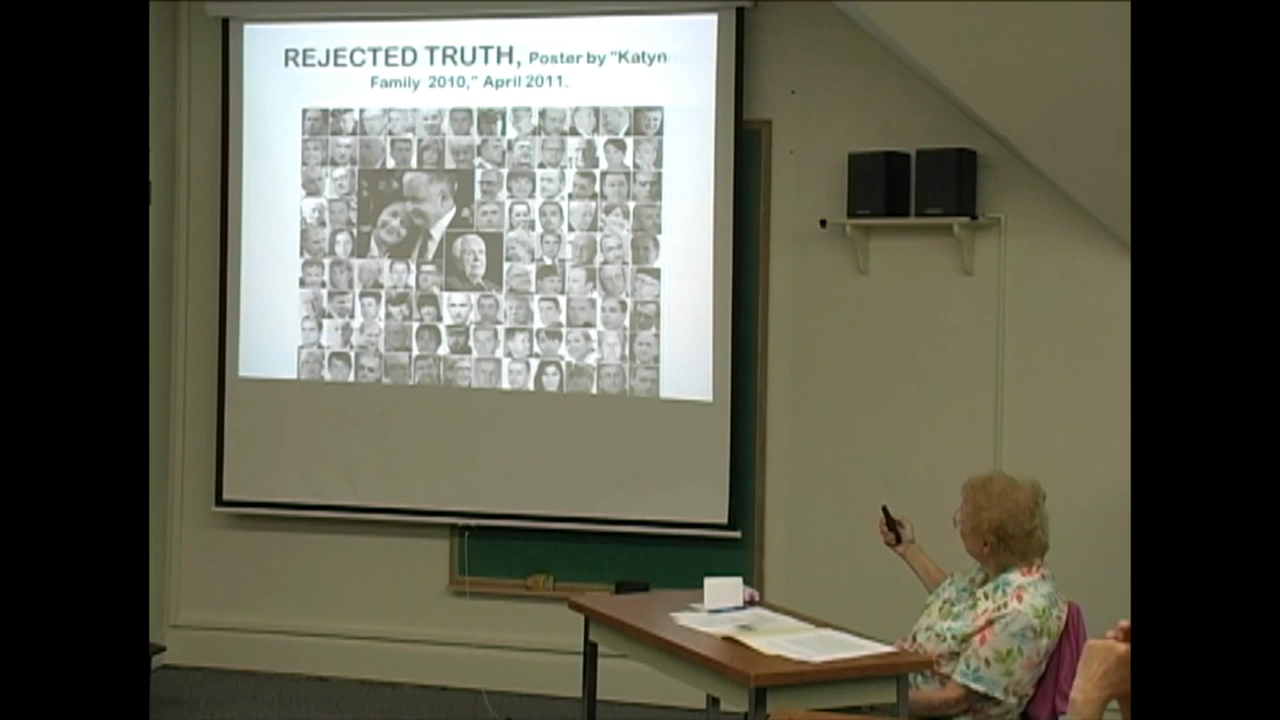 REJECTED TRUTH, Poster by "Katyn
Family 2010," April 2011.